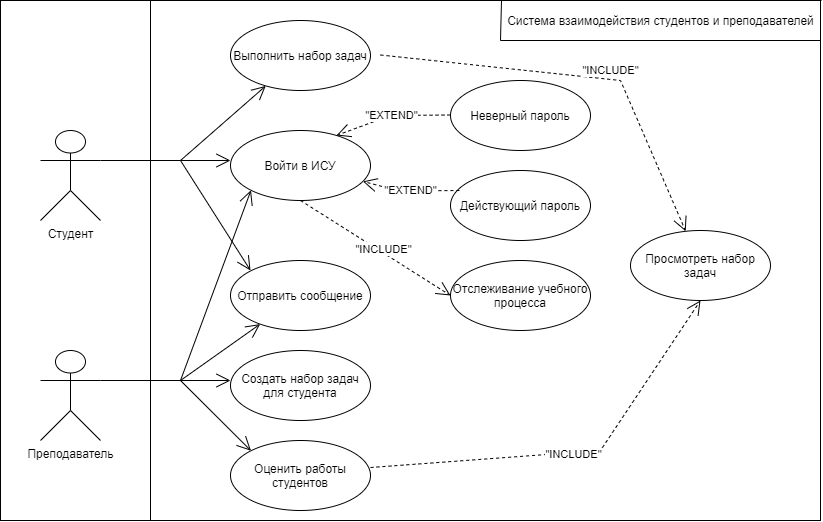 Система взаимодействия студентов и преподавателей
Выполнить набор задач
"INCLUDE"
"EXTEND"
Неверный пароль
Войти в ИСУ
"EXTEND"
Действующий пароль
Студент
"INCLUDE"
Просмотреть набор
задач
Отправить сообщение
Отслеживание учебного
процесса
Создать набор задач
для студента
Преподаватель
"INCLUDE"
Оценить работы
студентов